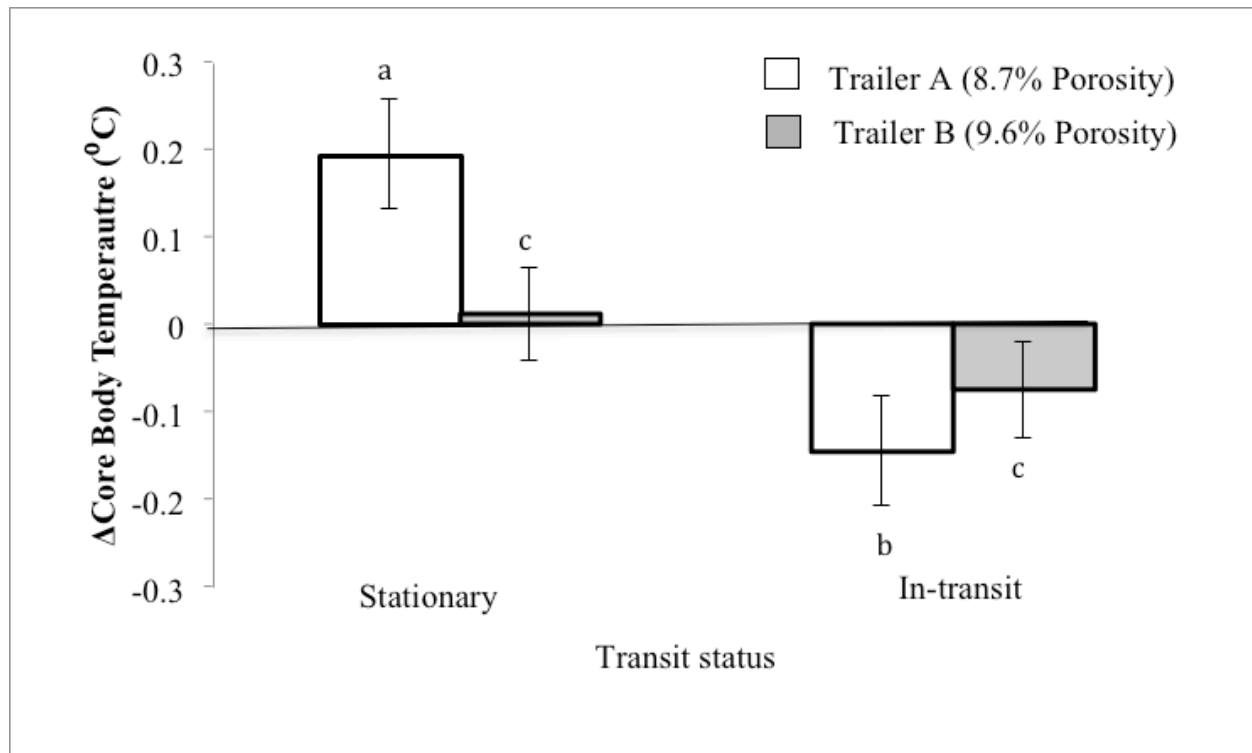 0.3
0.2
0.1
0
-0.1
-0.2
-0.3
ΔCore Body Temperautre (⁰C)
a
c
b
c
Trailer A (8.7% Porosity)
Trailer B (9.6% Porosity)
Stationary
In-transit
Transit status